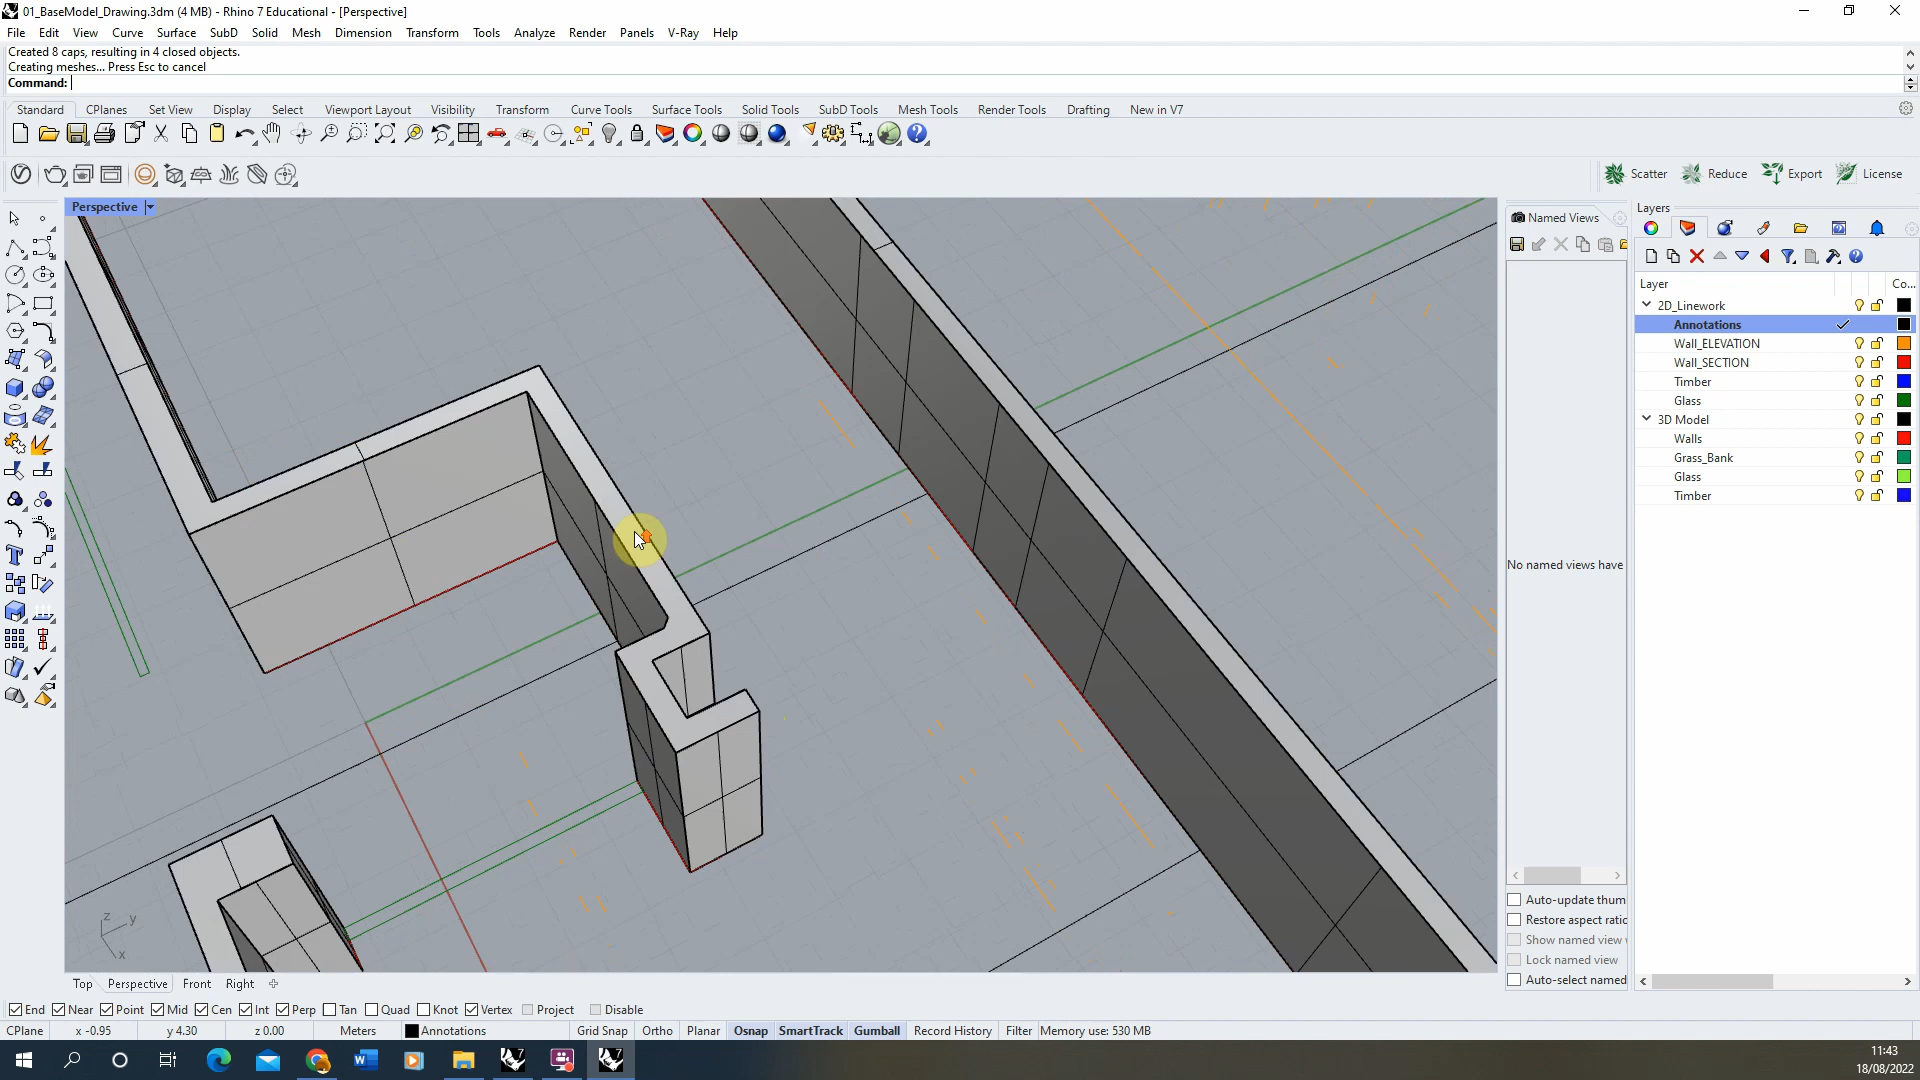 01_BaseModel_Drawing.3dm (4 MB) - Rhino 7 Educational - [Perspective]
File Edit View Curve Surface SubD Solid Mesh Dimension Transform Tools Analyze Render Panels V-Ray Help
Created 8 caps, resulting in 4 closed objects.
Creating meshes... Press Esc to cancel
Command:
Standard CPlanes Set View Display Select Viewport Layout Visibility Transform Curve Tools Surface Tools Solid Tools SubD Tools Mesh Tools Render Tools Drafting New in V7
Scatter Reduce Export License
Perspective
Named Views
Layers
Layer Co...
2D_Linework
Annotations
Wall_ELEVATION
Wall_SECTION
Timber
Glass
3D Model
Walls
Grass_Bank
Glass
Timber
No named views have
Auto-update thum
Restore aspect ratio
Show named view
Lock named view
Auto-select named
z y
x
Top Perspective Front Right
End Near Point Mid Cen Int Perp Tan Quad Knot Vertex Project Disable
CPlane x -0.95 y 4.30 z 0.00 Meters Annotations Grid Snap Ortho Planar Osnap SmartTrack Gumball Record History Filter Memory use: 530 MB
11:43
18/08/2022